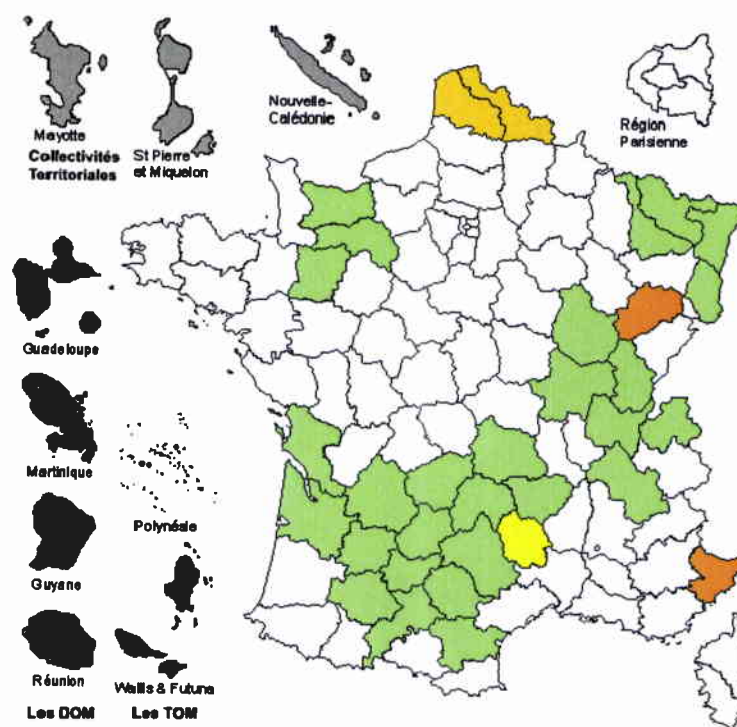 Mayotte
Collectivités
Territoriales
St Pierre
et Miquelon
Nouvelle-
Calédonie
Région
Parisienne
Guadeloupe
Martinique
Polynésie
Guyane
Réunion
Wallis & Futuna
Les DOM
Les TOM